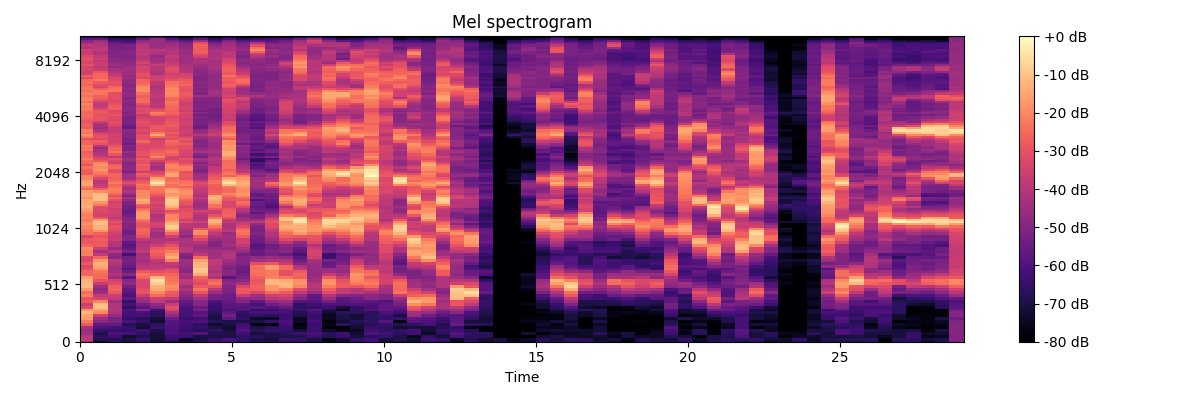 Mel spectrogram
8192
4096
2048
1024
512
0
Hz
0 5 10 15 20 25
Time
+0 dB
-10 dB
-20 dB
-30 dB
-40 dB
-50 dB
-60 dB
-70 dB
-80 dB